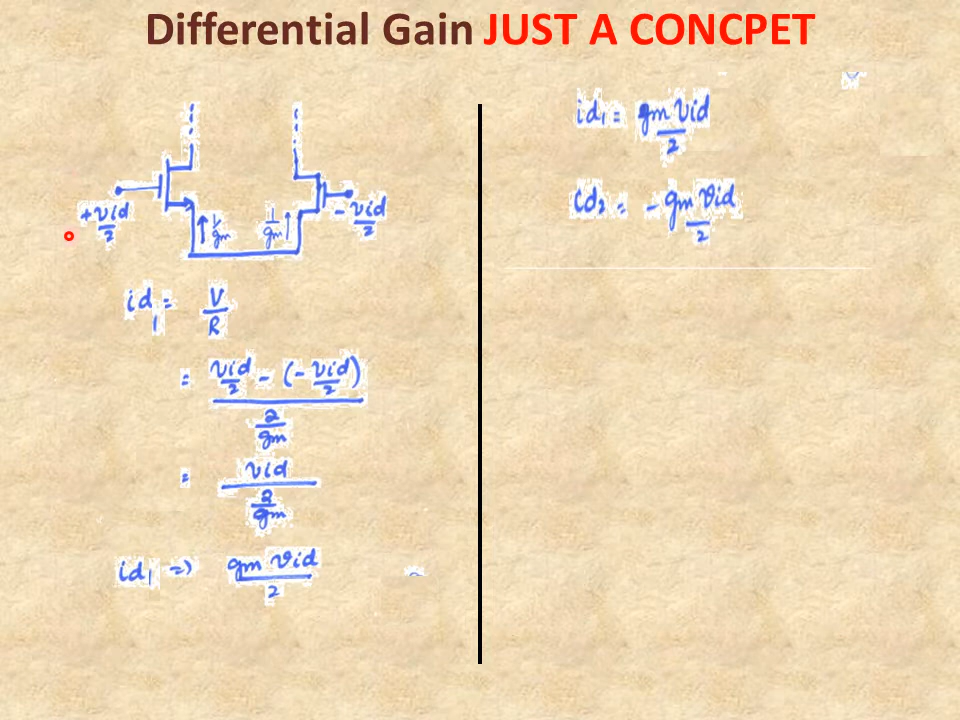 Differential Gain JUST A CONCPET
+vid/2
1/gm
1/gm
-vid/2
id1 = V/R
= vid/2 - (-vid/2) / 2/gm
= vid / 2/gm
id1 => gm vid/2
id1 = gm vid/2
id2 = -gm vid/2